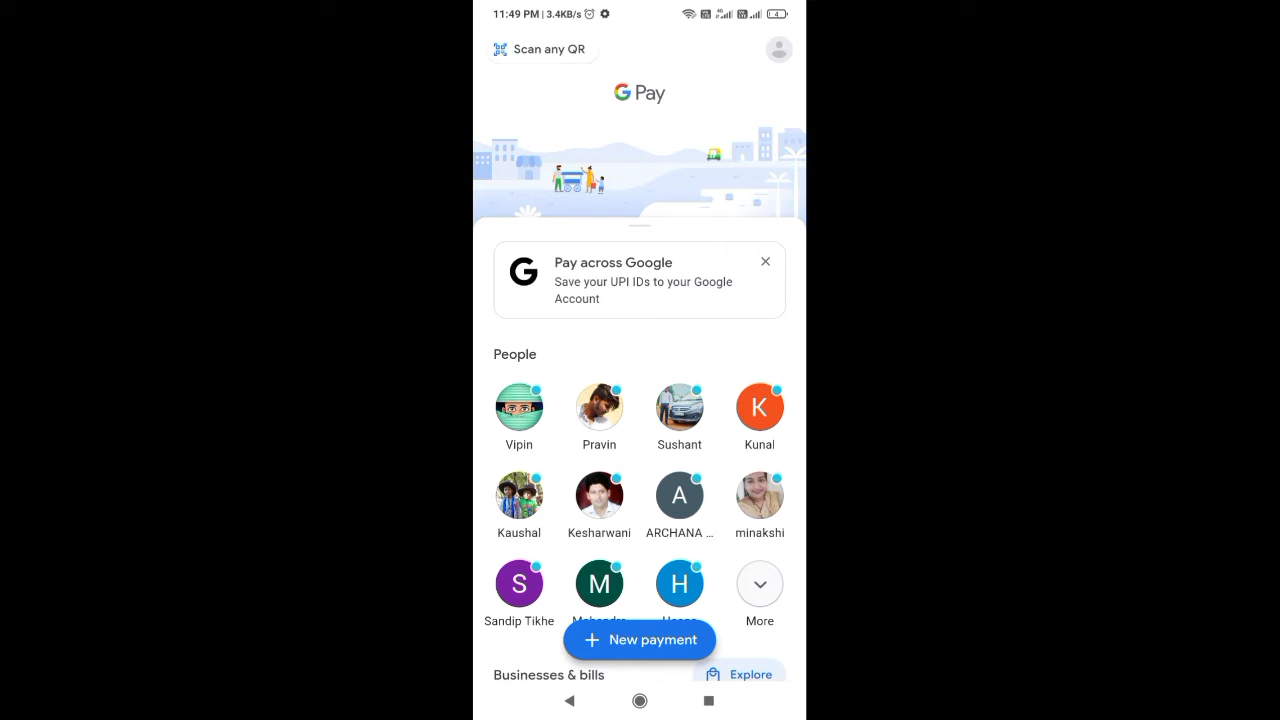 11:49 PM | 3.4KB/s
4
Scan any QR
G Pay
Pay across Google
Save your UPI IDs to your Google
Account
People
Vipin
Pravin
Sushant
K
Kunal
Kaushal
Kesharwani
A
ARCHANA ...
minakshi
S
Sandip Tikhe
M
H
More
+ New payment
Businesses & bills
Explore